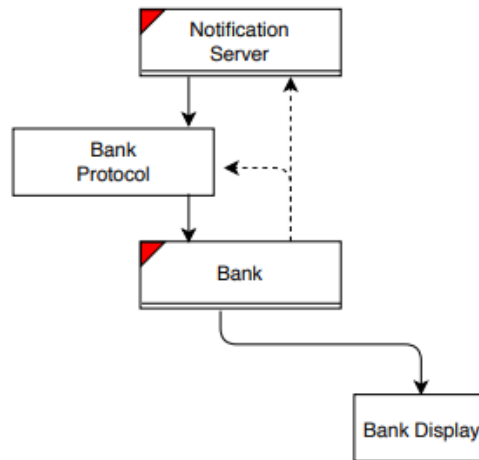 Notification
Server
Bank
Protocol
Bank
Bank Display